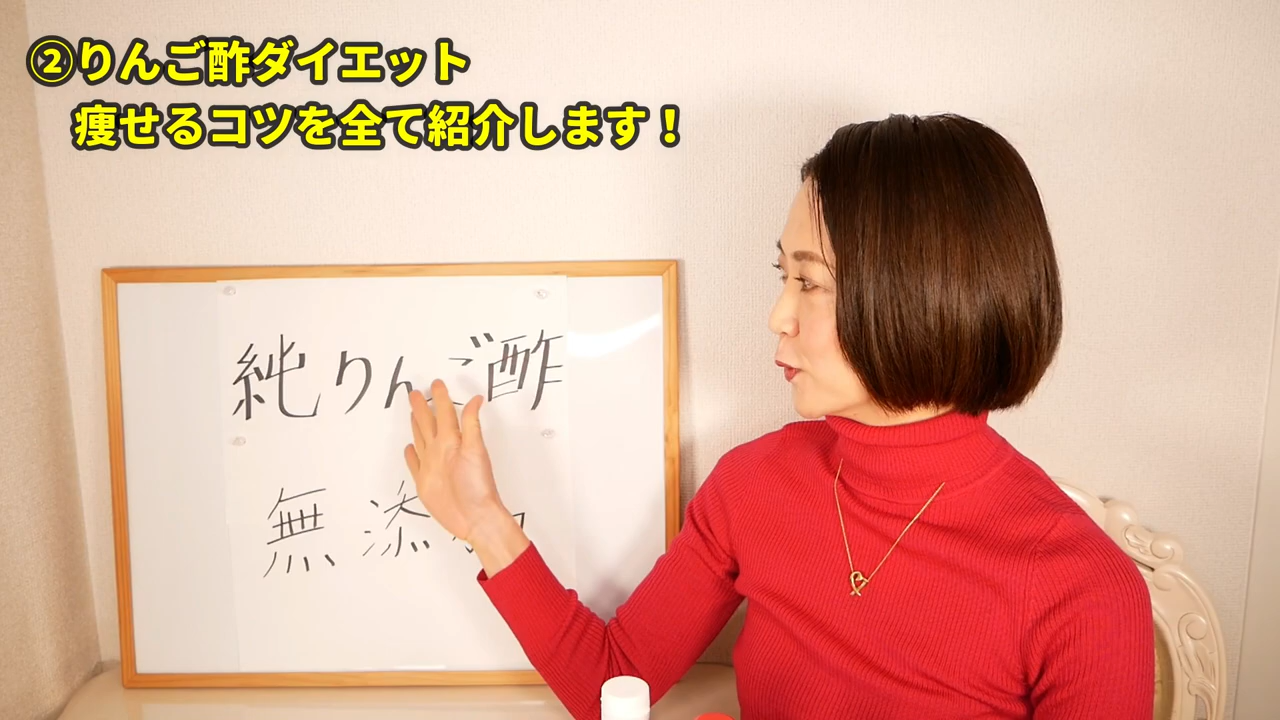 ②りんご酢ダイエット
痩せるコツを全て紹介します！
純りんご酢
無添